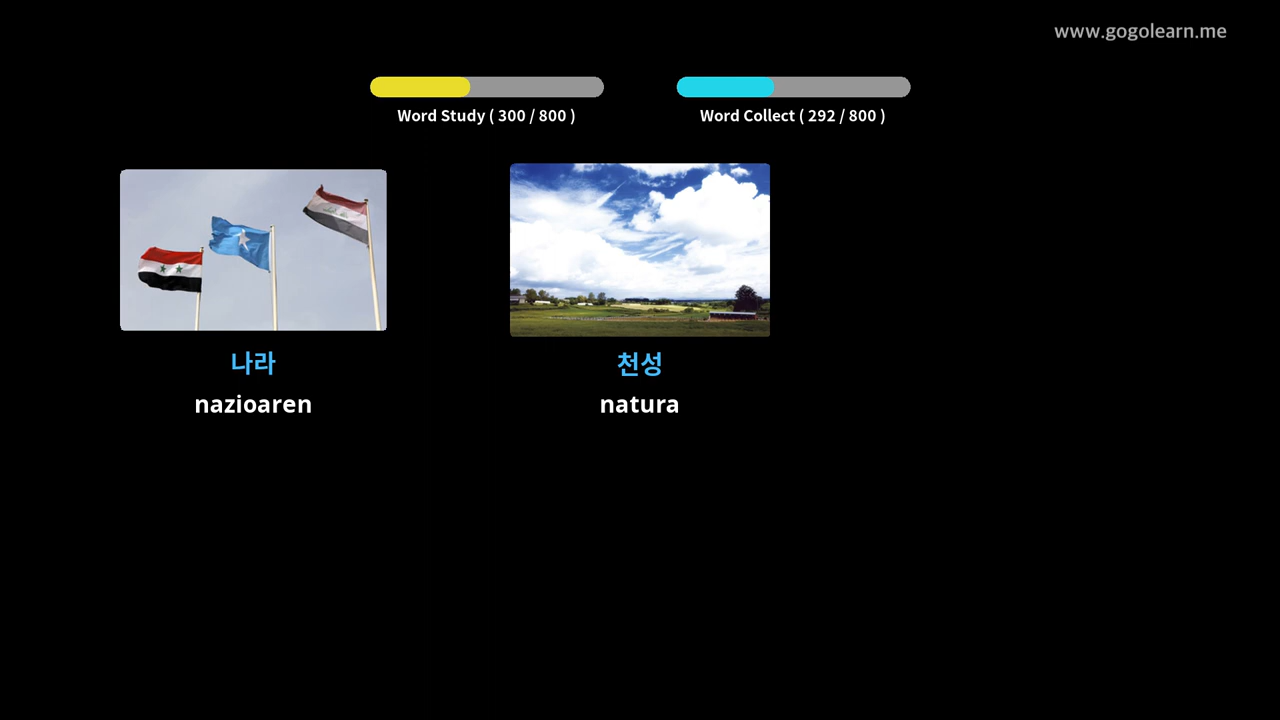 www.gogolearn.me
Word Study ( 300 / 800 )
Word Collect ( 292 / 800 )
나라
nazioaren
천성
natura